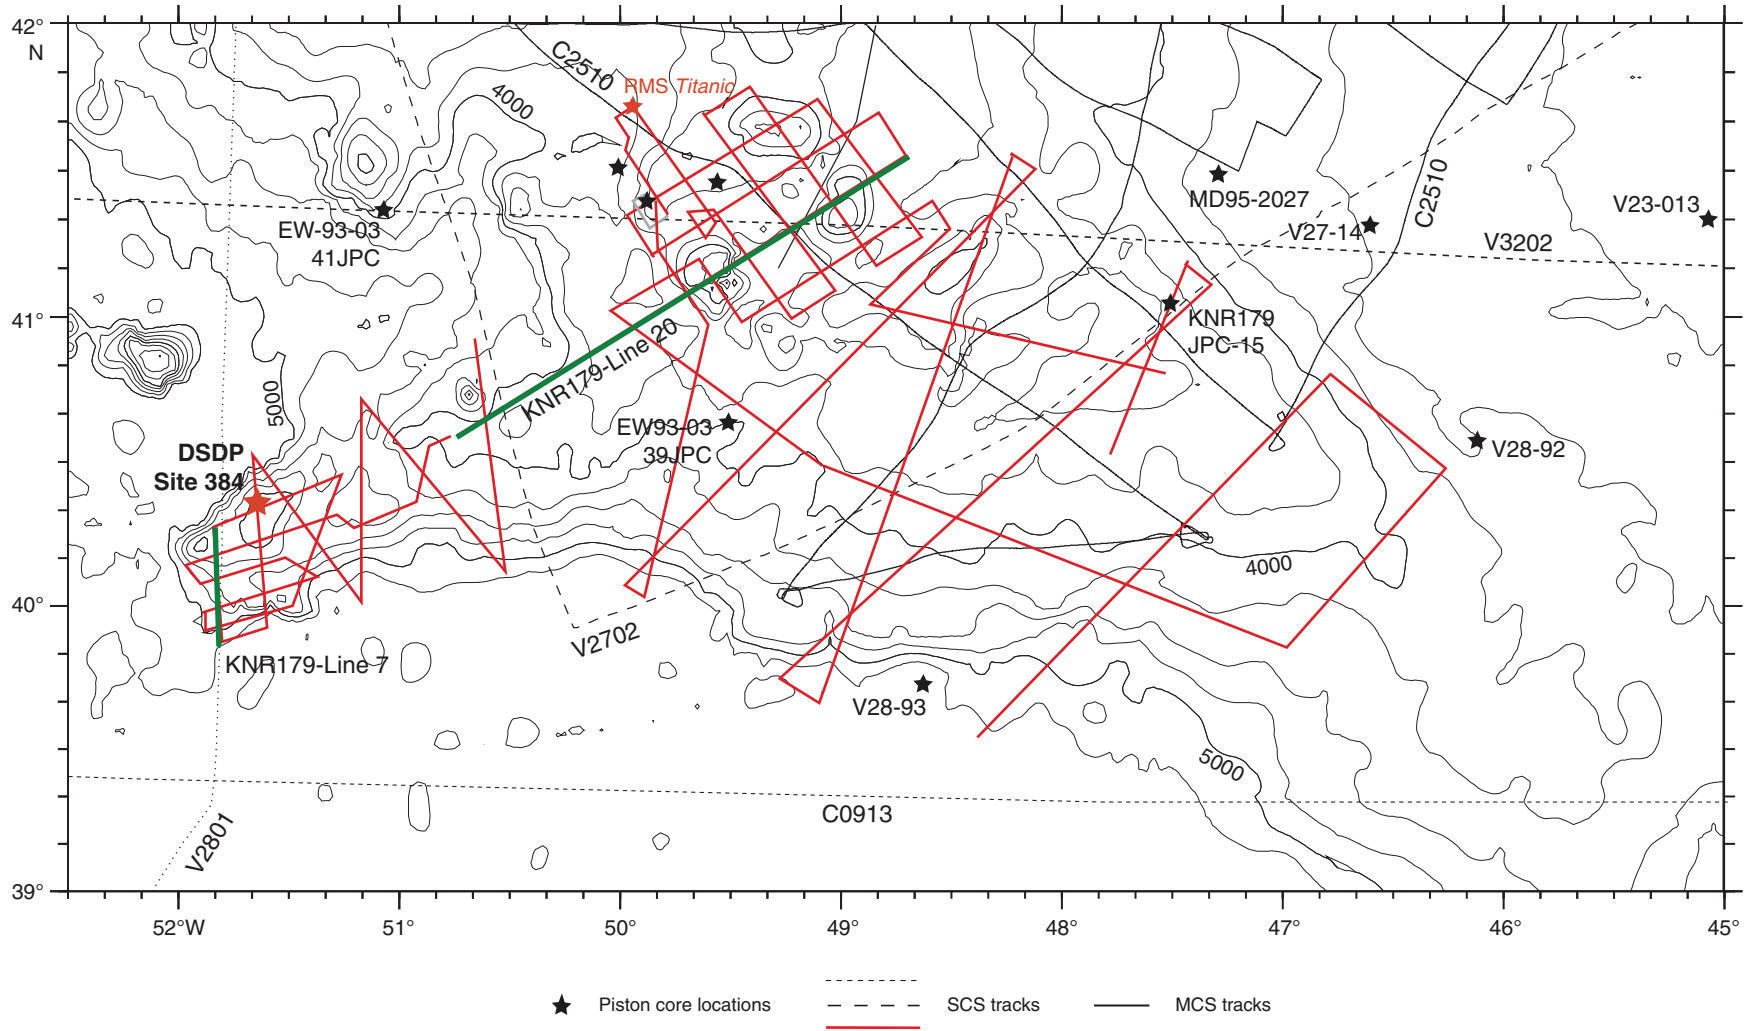 42°
N
C2510
RMS Titanic
4000
MD95-2027
C2510
V23-013
V27-14
V3202
EW-93-03
41JPC
41°
KNR179
JPC-15
KNR179-Line 20
5000
EW93-03
39JPC
V28-92
DSDP
Site 384
4000
40°
V2702
KNR179-Line 7
V28-93
5000
C0913
V2801
39°
52°W
51°
50°
49°
48°
47°
46°
45°
Piston core locations
SCS tracks
MCS tracks